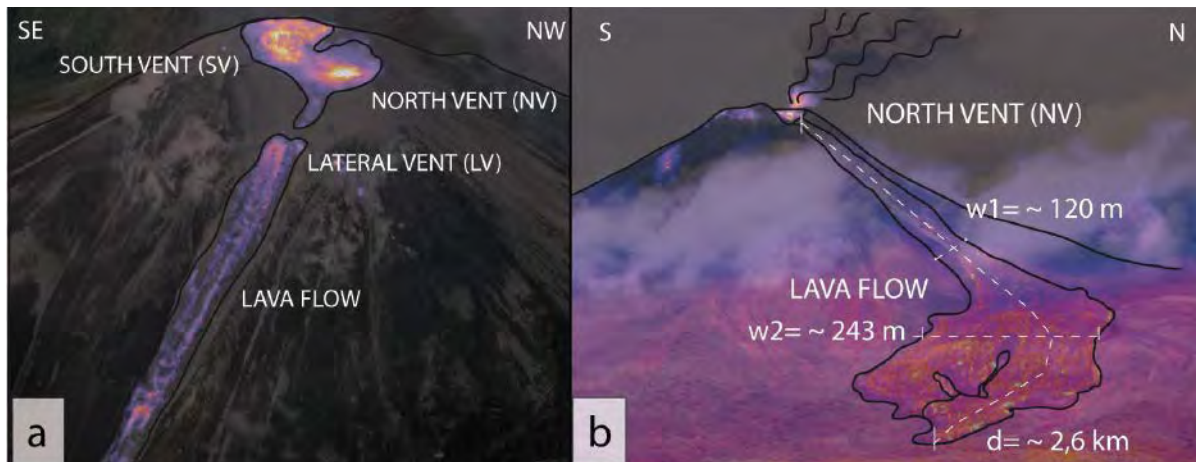 SE
NW
SOUTH VENT (SV)
NORTH VENT (NV)
LATERAL VENT (LV)
LAVA FLOW
a
S
N
NORTH VENT (NV)
w1= ~ 120 m
LAVA FLOW
w2= ~ 243 m
d= ~ 2,6 km
b